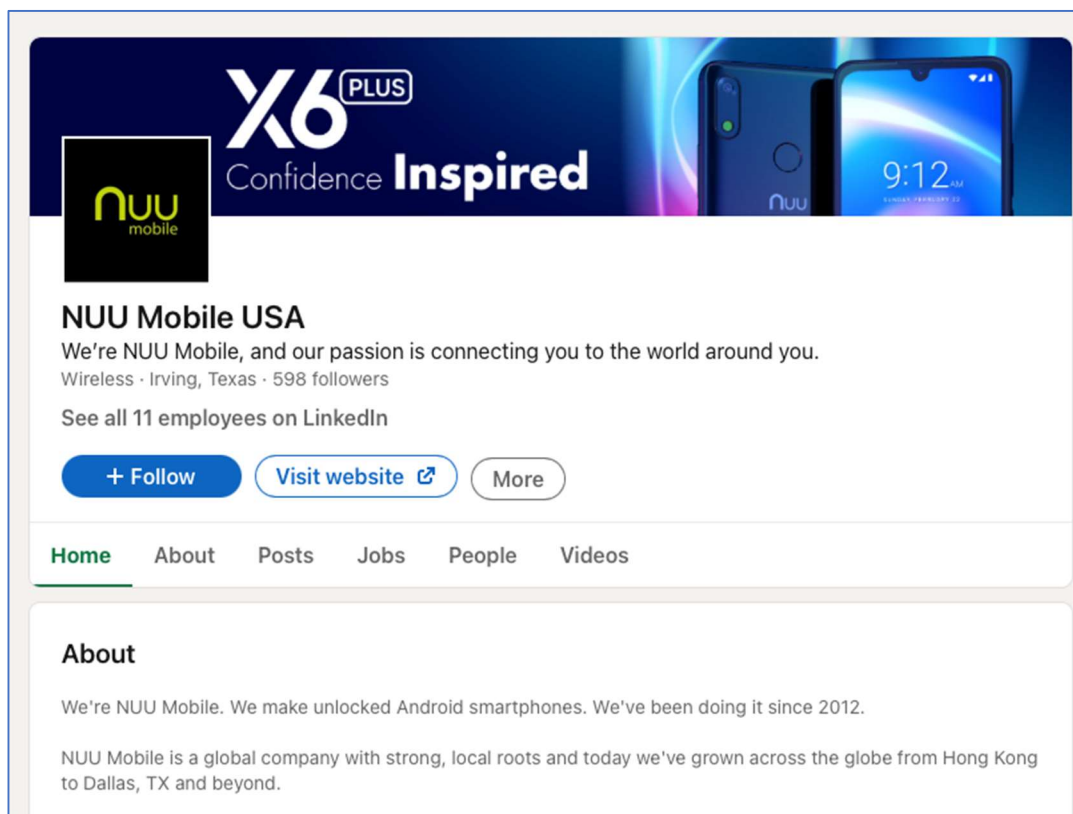 X6 PLUS
Confidence Inspired
nuu
mobile
nuu
9:12 AM
SUNDAY, FEBRUARY 23
NUU Mobile USA
We’re NUU Mobile, and our passion is connecting you to the world around you.
Wireless · Irving, Texas · 598 followers
See all 11 employees on LinkedIn
+ Follow
Visit website
More
Home About Posts Jobs People Videos
About
We're NUU Mobile. We make unlocked Android smartphones. We've been doing it since 2012.
NUU Mobile is a global company with strong, local roots and today we've grown across the globe from Hong Kong
to Dallas, TX and beyond.